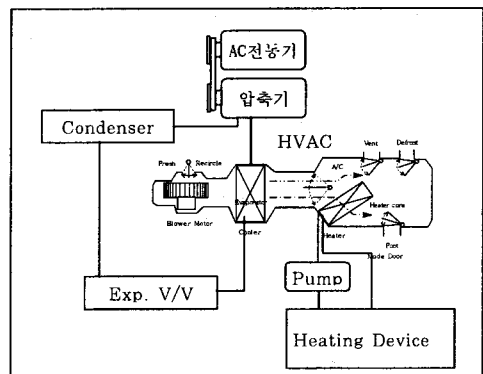 AC전동기
압축기
Condenser
HVAC
Vent
Defrost
Fresh
Recircle
A/C
Evaporator
Heater core
Blower Motor
Cooler
Heater
Foot
Mode Door
Exp. V/V
Pump
Heating Device